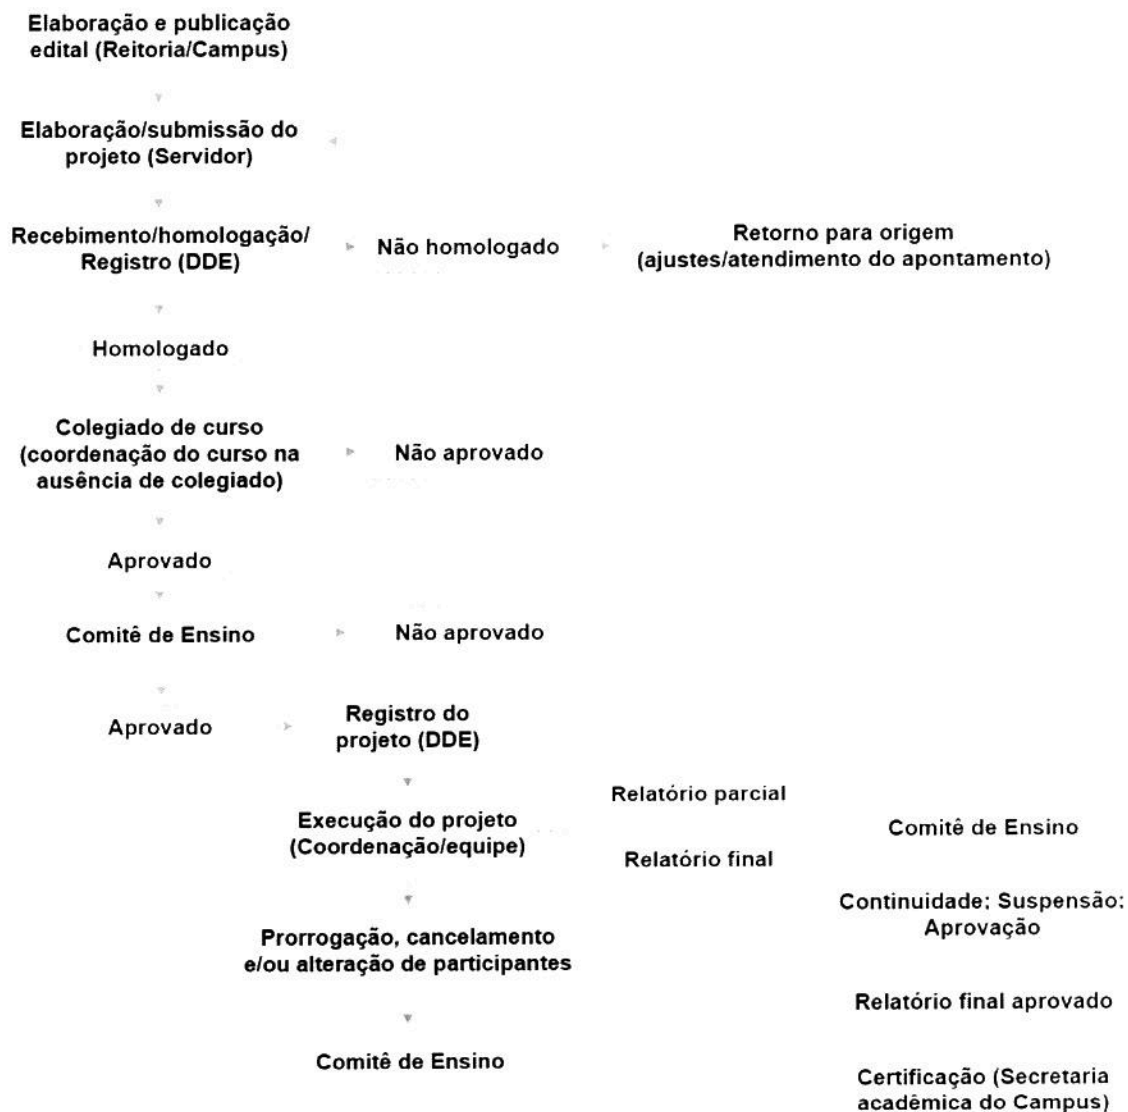 Elaboração e publicação
edital (Reitoria/Campus)
Elaboração/submissão do
projeto (Servidor)
Recebimento/homologação/
Registro (DDE)
Não homologado
Retorno para origem
(ajustes/atendimento do apontamento)
Homologado
Colegiado de curso
(coordenação do curso na
ausência de colegiado)
Não aprovado
Aprovado
Comitê de Ensino
Não aprovado
Aprovado
Registro do
projeto (DDE)
Execução do projeto
(Coordenação/equipe)
Relatório parcial
Relatório final
Comitê de Ensino
Continuidade; Suspensão;
Aprovação
Prorrogação, cancelamento
e/ou alteração de participantes
Relatório final aprovado
Comitê de Ensino
Certificação (Secretaria
acadêmica do Campus)